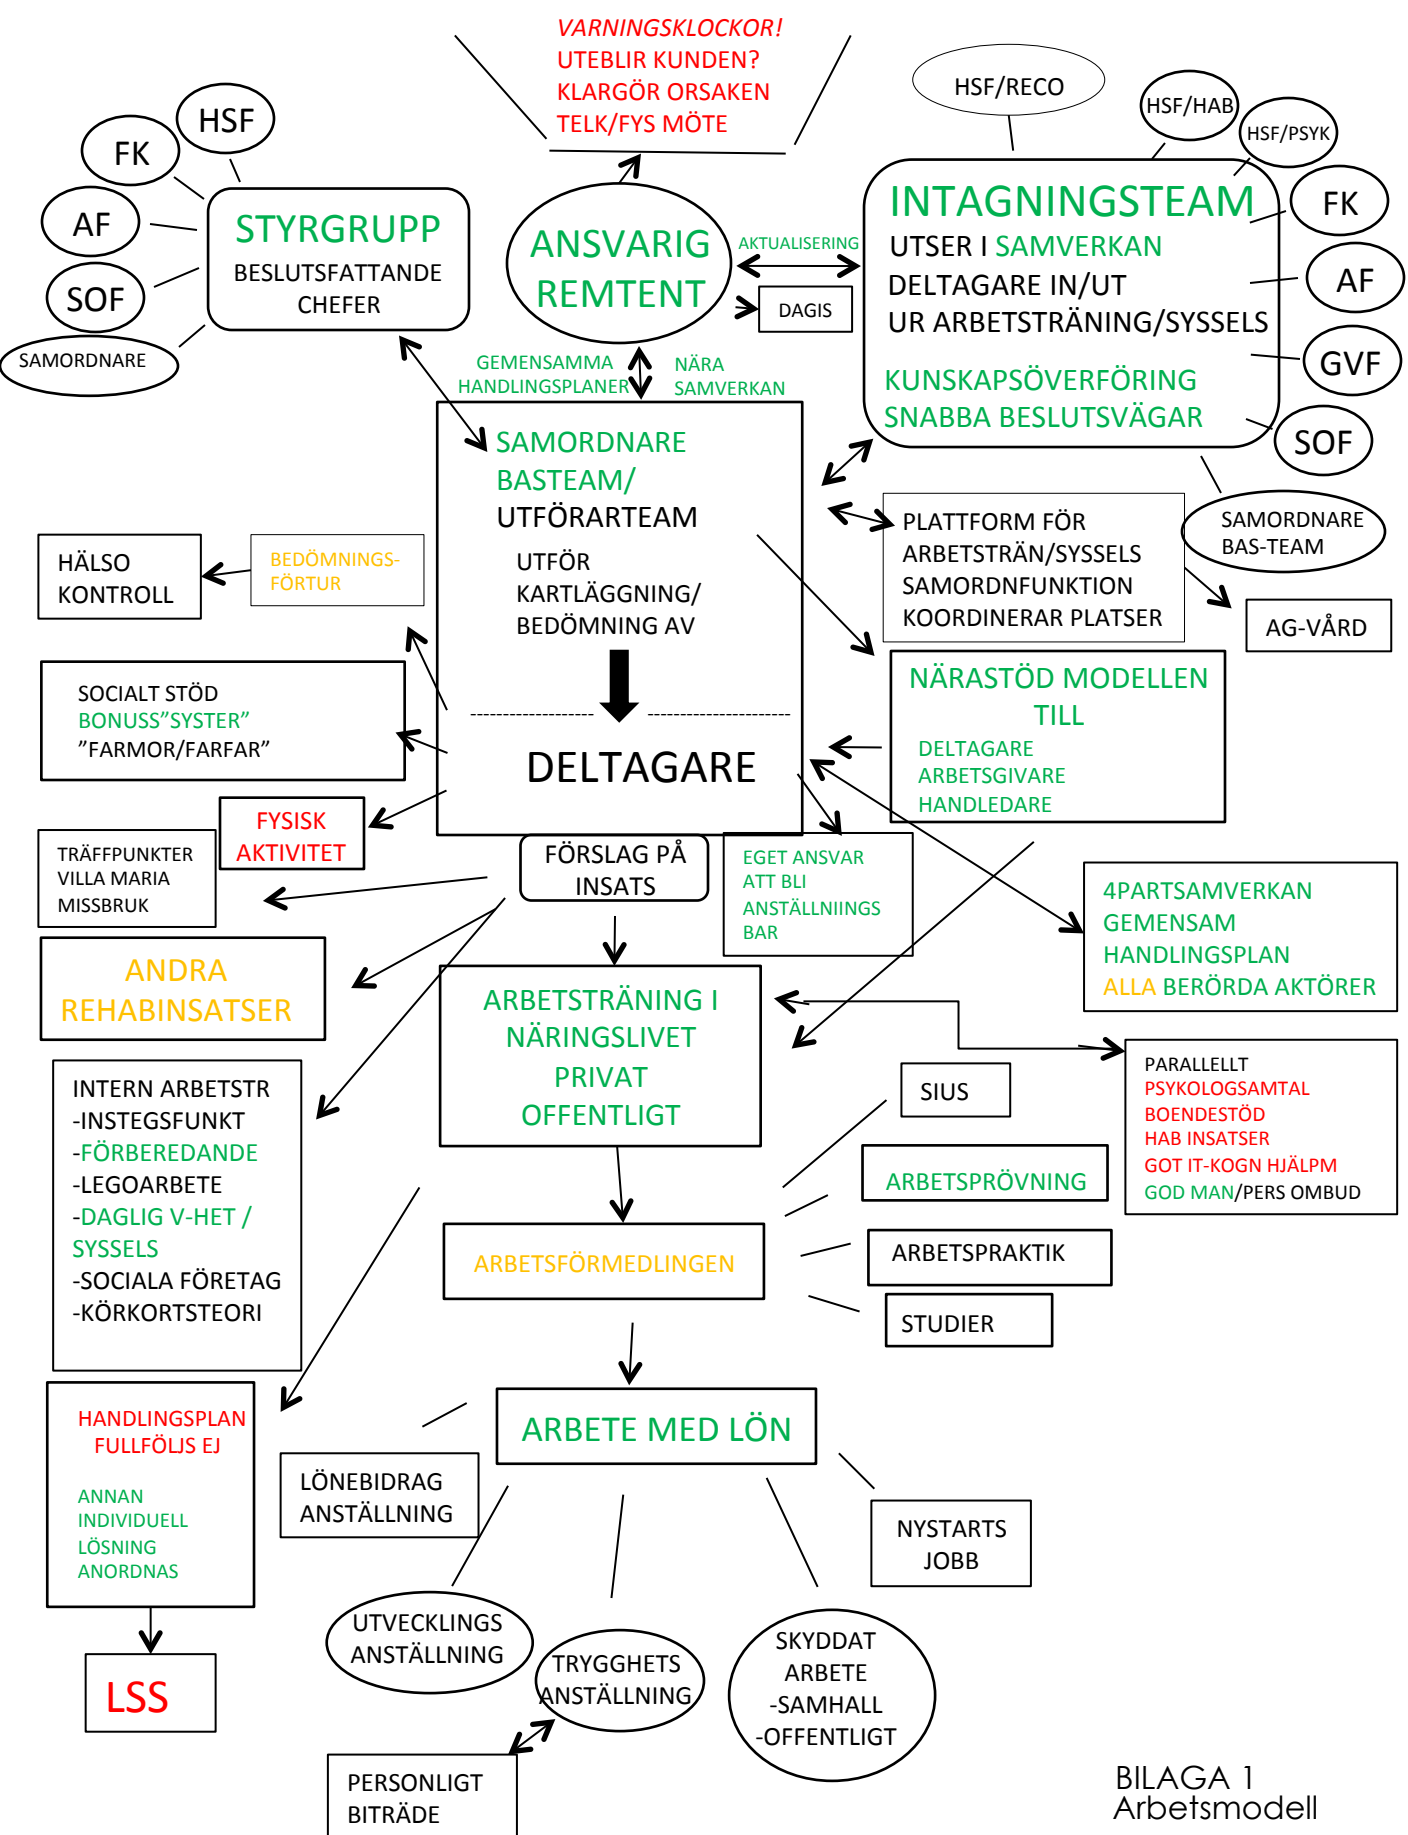 VARNINGSKLOCKOR!
UTEBLIR KUNDEN?
KLARGÖR ORSAKEN
TELK/FYS MÖTE
HSF
FK
AF
SOF
SAMORDNARE
STYRGRUPP
BESLUTSFATTANDE
CHEFER
ANSVARIG
REMTENT
AKTUALISERING
DAGIS
HSF/RECO
HSF/HAB
HSF/PSYK
FK
AF
GVF
SOF
SAMORDNARE
BAS-TEAM
INTAGNINGSTEAM
UTSER I SAMVERKAN
DELTAGARE IN/UT
UR ARBETSTRÄNING/SYSSELS
KUNSKAPSÖVERFÖRING
SNABBA BESLUTSVÄGAR
GEMENSAMMA
HANDLINGSPLANER
NÄRA
SAMVERKAN
SAMORDNARE
BASTEAM/
UTFÖRARTEAM
UTFÖR
KARTLÄGGNING/
BEDÖMNING AV
DELTAGARE
PLATTFORM FÖR
ARBETSTRÄN/SYSSELS
SAMORDNFUNKTION
KOORDINERAR PLATSER
AG-VÅRD
HÄLSO
KONTROLL
BEDÖMNINGS-
FÖRTUR
SOCIALT STÖD
BONUSS”SYSTER”
”FARMOR/FARFAR”
NÄRASTÖD MODELLEN
TILL
DELTAGARE
ARBETSGIVARE
HANDLEDARE
FYSISK
AKTIVITET
TRÄFFPUNKTER
VILLA MARIA
MISSBRUK
FÖRSLAG PÅ
INSATS
EGET ANSVAR
ATT BLI
ANSTÄLLNIINGS
BAR
4PARTSAMVERKAN
GEMENSAM
HANDLINGSPLAN
ALLA BERÖRDA AKTÖRER
ANDRA
REHABINSATSER
ARBETSTRÄNING I
NÄRINGSLIVET
PRIVAT
OFFENTLIGT
PARALLELLT
PSYKOLOGSAMTAL
BOENDESTÖD
HAB INSATSER
GOT IT-KOGN HJÄLPM
GOD MAN/PERS OMBUD
INTERN ARBETSTR
-INSTEGSFUNKT
-FÖRBEREDANDE
-LEGOARBETE
-DAGLIG V-HET /
SYSSELS
-SOCIALA FÖRETAG
-KÖRKORTSTEORI
SIUS
ARBETSPRÖVNING
ARBETSPRAKTIK
STUDIER
ARBETSFÖRMEDLINGEN
HANDLINGSPLAN
FULLFÖLJS EJ
ANNAN
INDIVIDUELL
LÖSNING
ANORDNAS
LSS
ARBETE MED LÖN
LÖNEBIDRAG
ANSTÄLLNING
NYSTARTS
JOBB
UTVECKLINGS
ANSTÄLLNING
TRYGGHETS
ANSTÄLLNING
SKYDDAT
ARBETE
-SAMHALL
-OFFENTLIGT
PERSONLIGT
BITRÄDE
BILAGA 1
Arbetsmodell